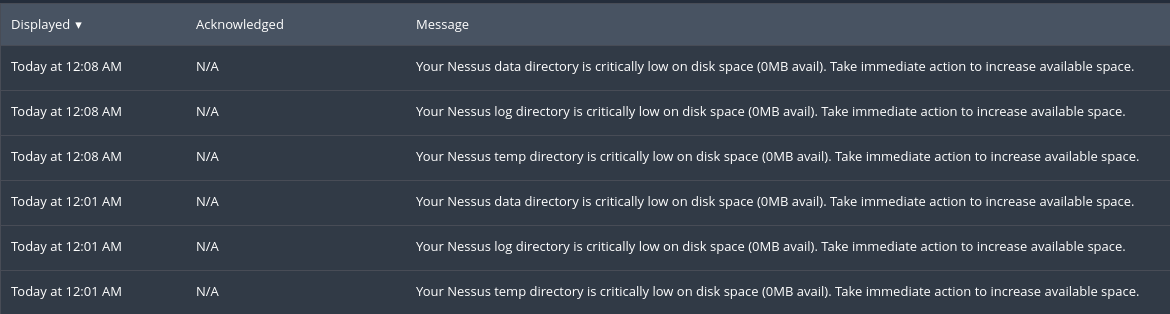 Displayed ▼ Acknowledged Message
Today at 12:08 AM N/A Your Nessus data directory is critically low on disk space (0MB avail). Take immediate action to increase available space.
Today at 12:08 AM N/A Your Nessus log directory is critically low on disk space (0MB avail). Take immediate action to increase available space.
Today at 12:08 AM N/A Your Nessus temp directory is critically low on disk space (0MB avail). Take immediate action to increase available space.
Today at 12:01 AM N/A Your Nessus data directory is critically low on disk space (0MB avail). Take immediate action to increase available space.
Today at 12:01 AM N/A Your Nessus log directory is critically low on disk space (0MB avail). Take immediate action to increase available space.
Today at 12:01 AM N/A Your Nessus temp directory is critically low on disk space (0MB avail). Take immediate action to increase available space.